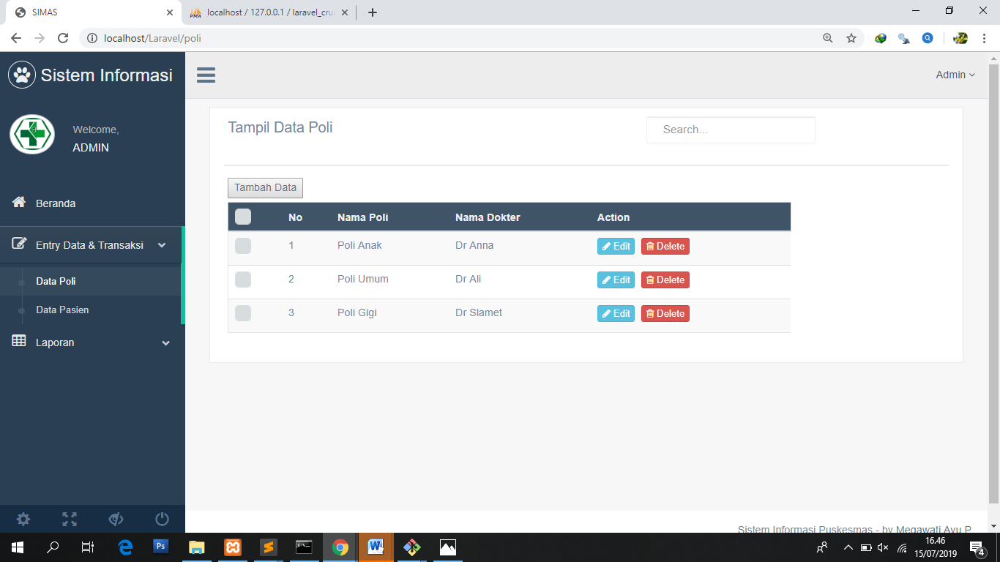 SIMAS
localhost / 127.0.0.1 / laravel_cru
localhost/Laravel/poli
Sistem Informasi
Admin
Welcome,
ADMIN
Beranda
Entry Data & Transaksi
Data Poli
Data Pasien
Laporan
Tampil Data Poli
Search...
Tambah Data
No Nama Poli Nama Dokter Action
1 Poli Anak Dr Anna Edit Delete
2 Poli Umum Dr Ali Edit Delete
3 Poli Gigi Dr Slamet Edit Delete
Sistem Informasi Puskesmas - by Megawati Ayu P
16.46
15/07/2019
4